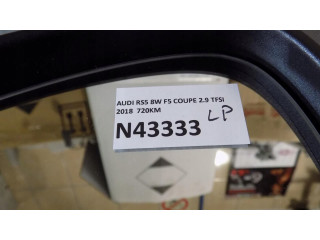 AUDI RS5 8W F5 COUPE 2.9 TFSI
2018 720KM
N43333 LP